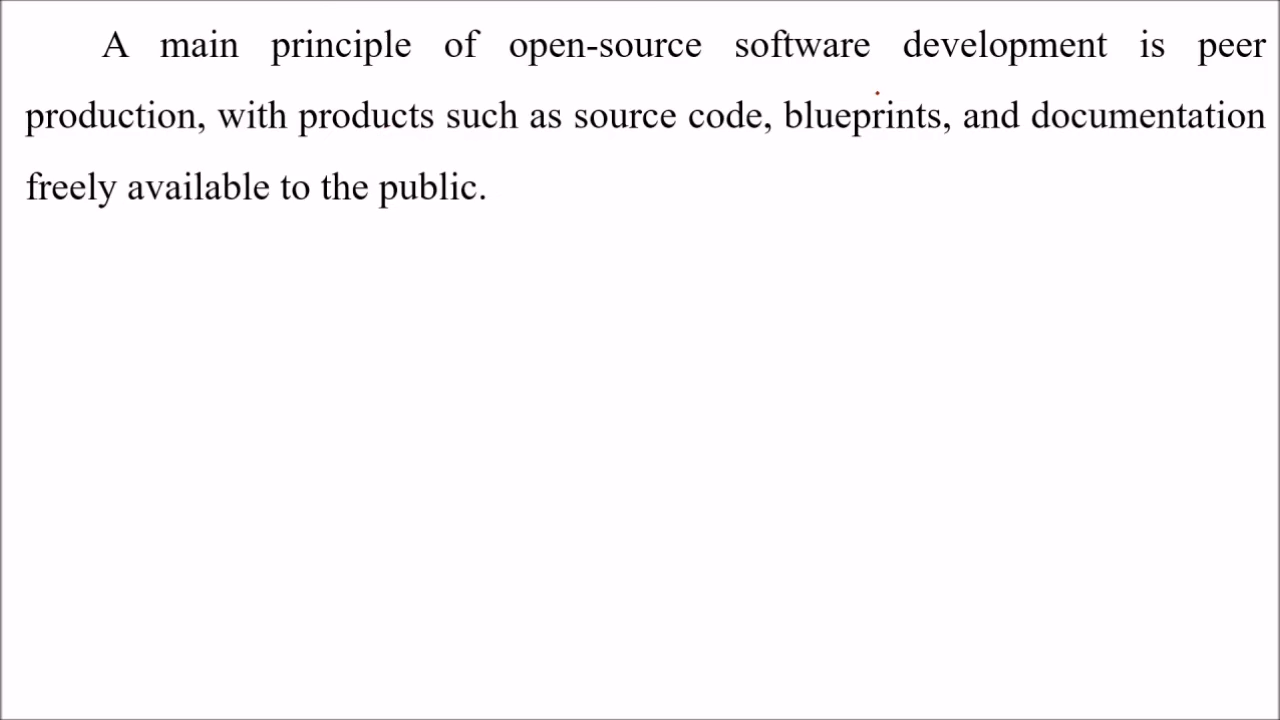 A main principle of open-source software development is peer
production, with products such as source code, blueprints, and documentation
freely available to the public.